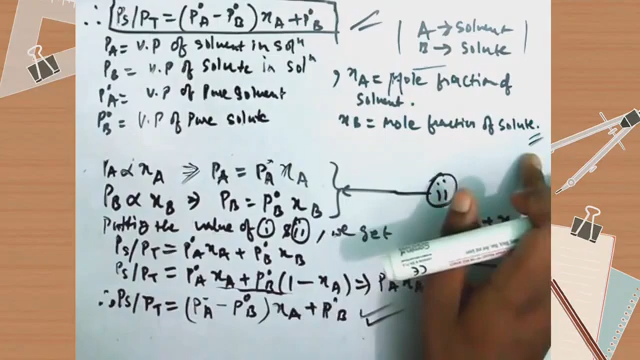 ∴ Ps/PT = (P°A - P°B) xA + P°B
A → Solvent
B → Solute
PA = V.P of solvent in solⁿ
PB = V.P of solute in solⁿ
P°A = V.P of Pure solvent
P°B = V.P of Pure solute
, xA = Mole fraction of
solvent.
xB = Mole fraction of solute.
PA ∝ xA ⇒ PA = P°A xA
PB ∝ xB ⇒ PB = P°B xB
ii
Putting the value of i & ii, we get
Ps/PT = P°A xA + P°B xB
Ps/PT = P°A xA + P°B (1 - xA) ⇒ P°A xA
∴ Ps/PT = (P°A - P°B) xA + P°B